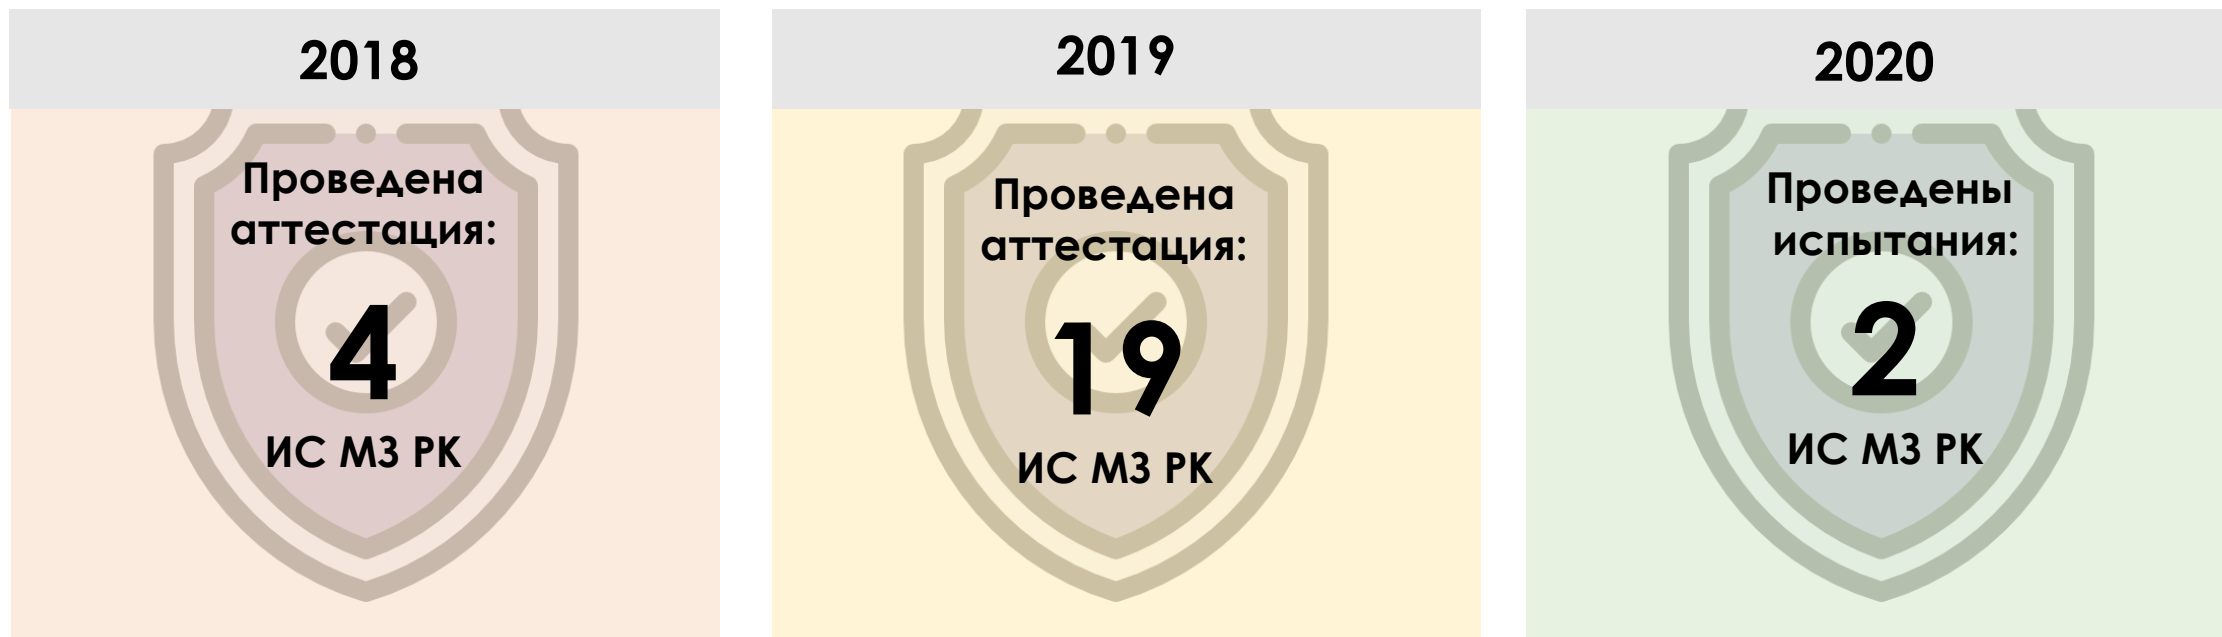 2018
Проведена
аттестация:
4
ИС МЗ РК
2019
Проведена
аттестация:
19
ИС МЗ РК
2020
Проведены
испытания:
2
ИС МЗ РК